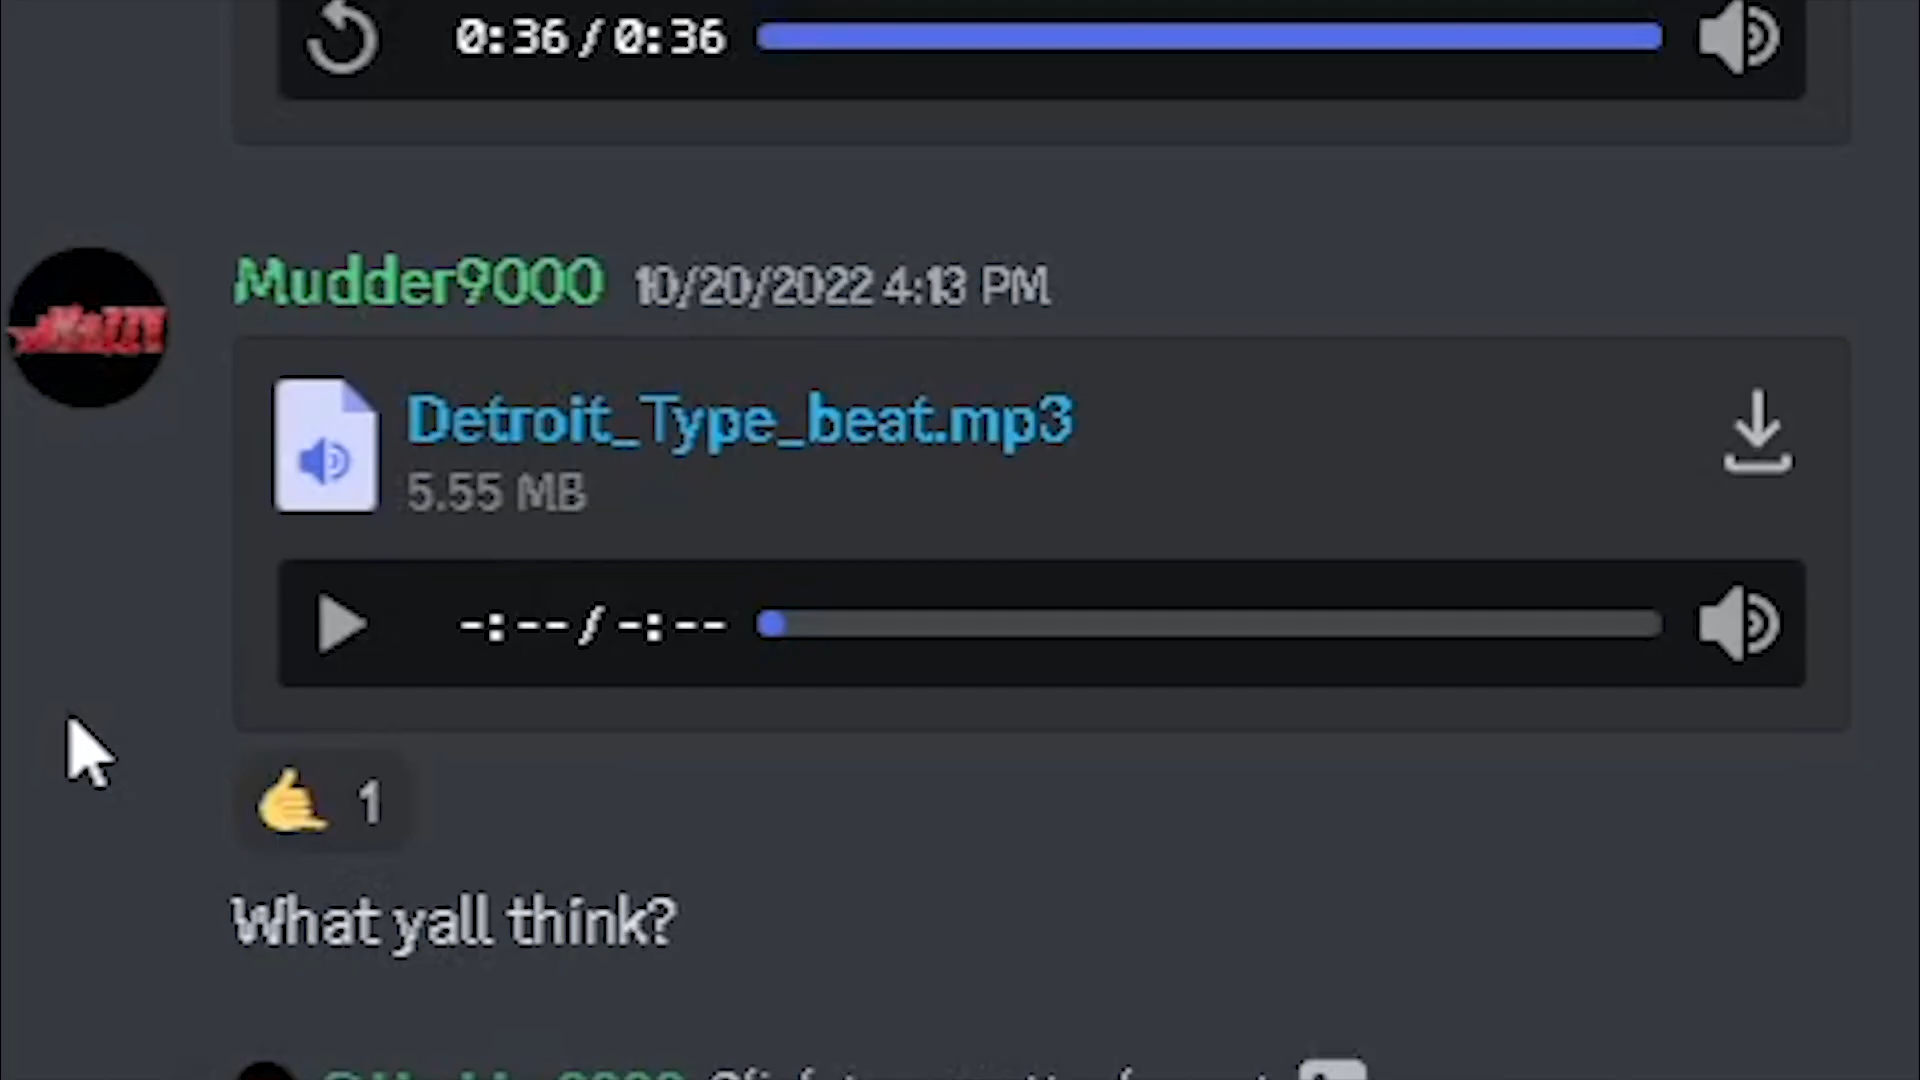 0:36 / 0:36
Mudder9000 10/20/2022 4:13 PM
Detroit_Type_beat.mp3
5.55 MB
-:-- / -:--
1
What yall think?